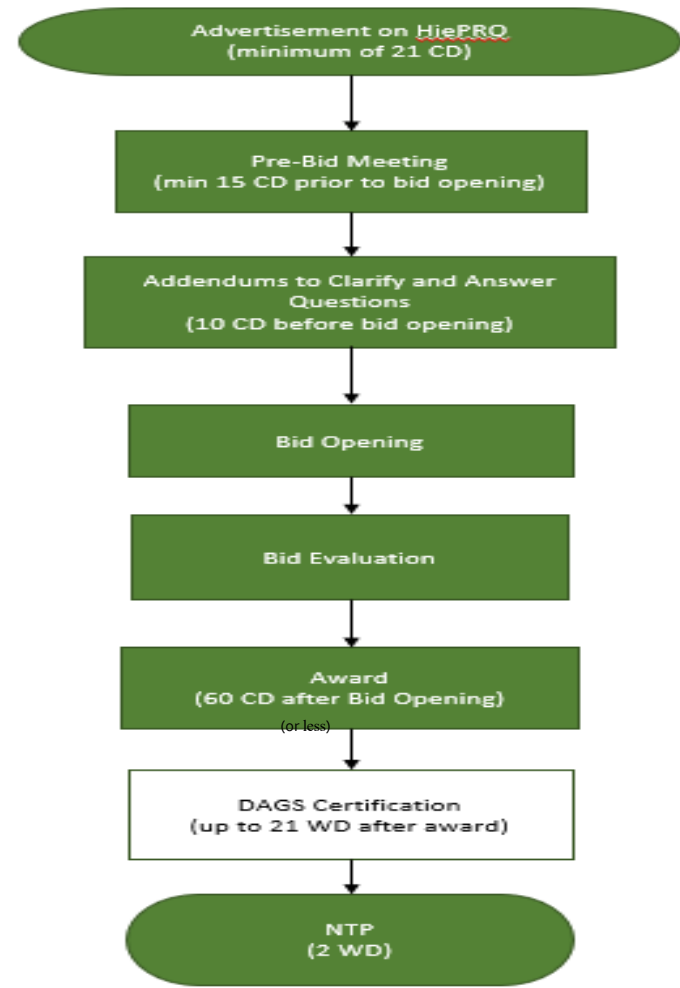 Advertisement on HiePRO
(minimum of 21 CD)
Pre-Bid Meeting
(min 15 CD prior to bid opening)
Addendums to Clarify and Answer
Questions
(10 CD before bid opening)
Bid Opening
Bid Evaluation
Award
(60 CD after Bid Opening)
(or less)
DAGS Certification
(up to 21 WD after award)
NTP
(2 WD)